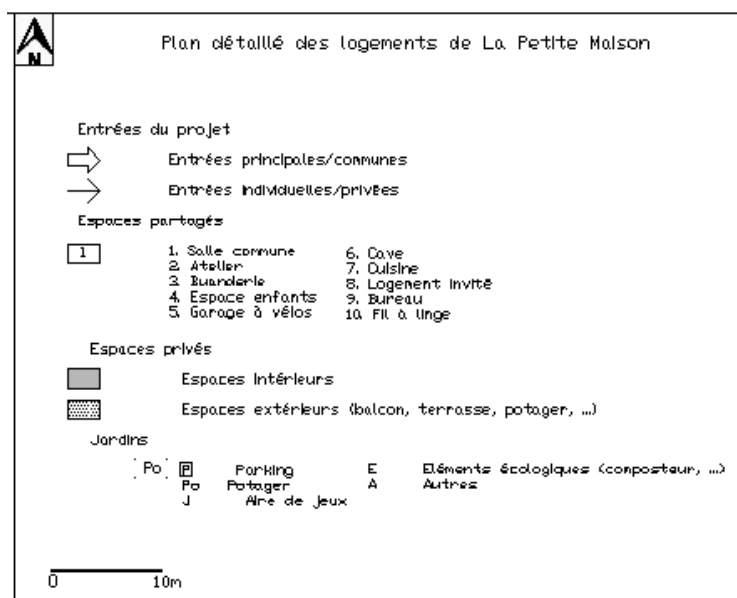 N
Plan détaillé des logements de La Petite Maison
Entrées du projet
Entrées principales/communes
Entrées individuelles/privées
Espaces partagés
1
1. Salle commune
2. Atelier
3. Buanderie
4. Espace enfants
5. Garage à vélos
6. Cave
7. Cuisine
8. Logement invité
9. Bureau
10. Fil à linge
Espaces privés
Espaces intérieurs
Espaces extérieurs (balcon, terrasse, potager, ...)
Jardins
Po
P Parking
Po Potager
J Aire de jeux
E Eléments écologiques (composteur, ...)
A Autres
0 10m